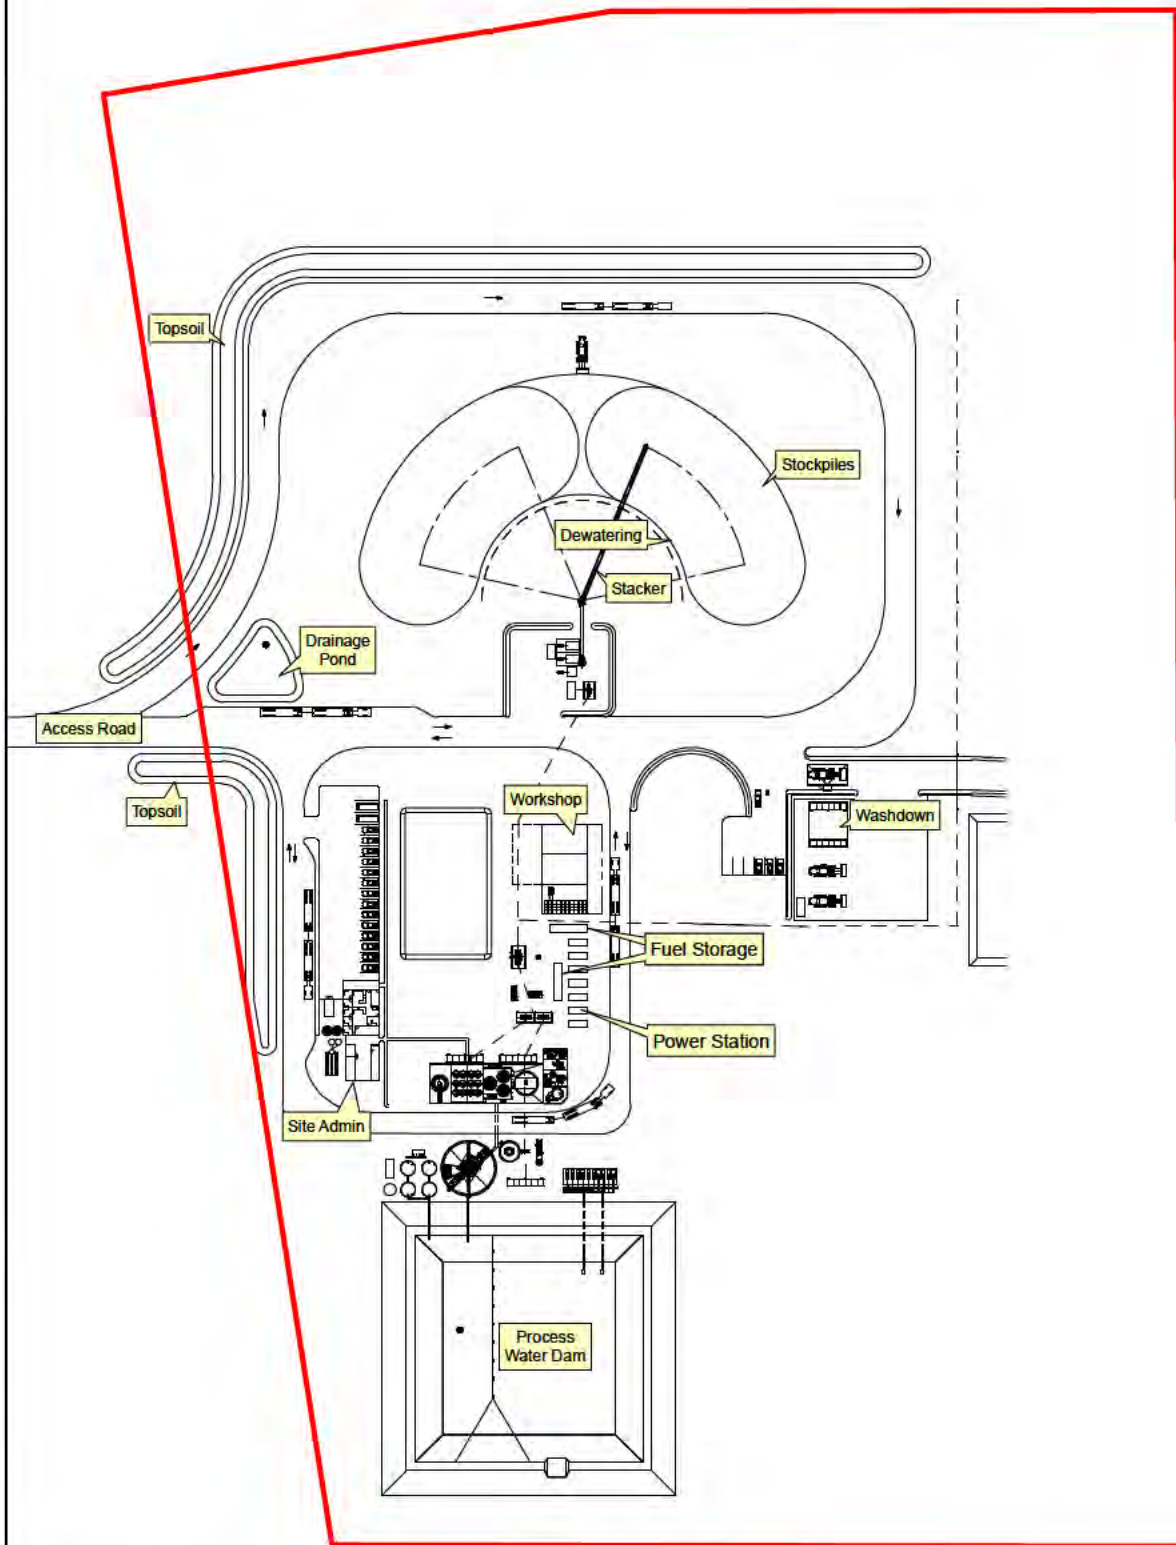 Topsoil
Stockpiles
Dewatering
Stacker
Drainage
Pond
Access Road
Topsoil
Workshop
Washdown
Fuel Storage
Power Station
Site Admin
Process
Water Dam